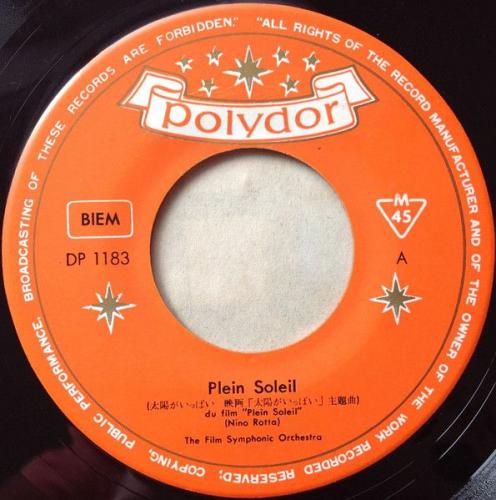 "ALL RIGHTS OF THE RECORD MANUFACTURER AND OF THE OWNER OF THE WORK RECORDED RESERVED; COPYING, PUBLIC PERFORMANCE, BROADCASTING OF THESE RECORDS ARE FORBIDDEN."
polydor
BIEM
M
45
DP 1183
A
Plein Soleil
(太陽がいっぱい 映画「太陽がいっぱい」主題曲)
du film "Plein Soleil"
(Nino Rotta)
The Film Symphonic Orchestra